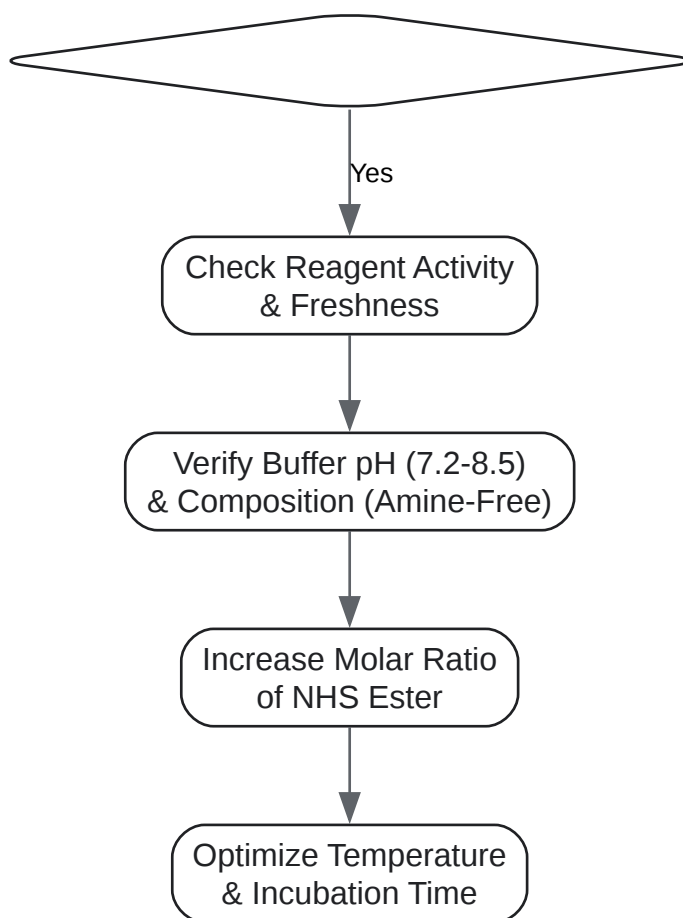 Yes
Check Reagent Activity
& Freshness
Verify Buffer pH (7.2-8.5)
& Composition (Amine-Free)
Increase Molar Ratio
of NHS Ester
Optimize Temperature
& Incubation Time